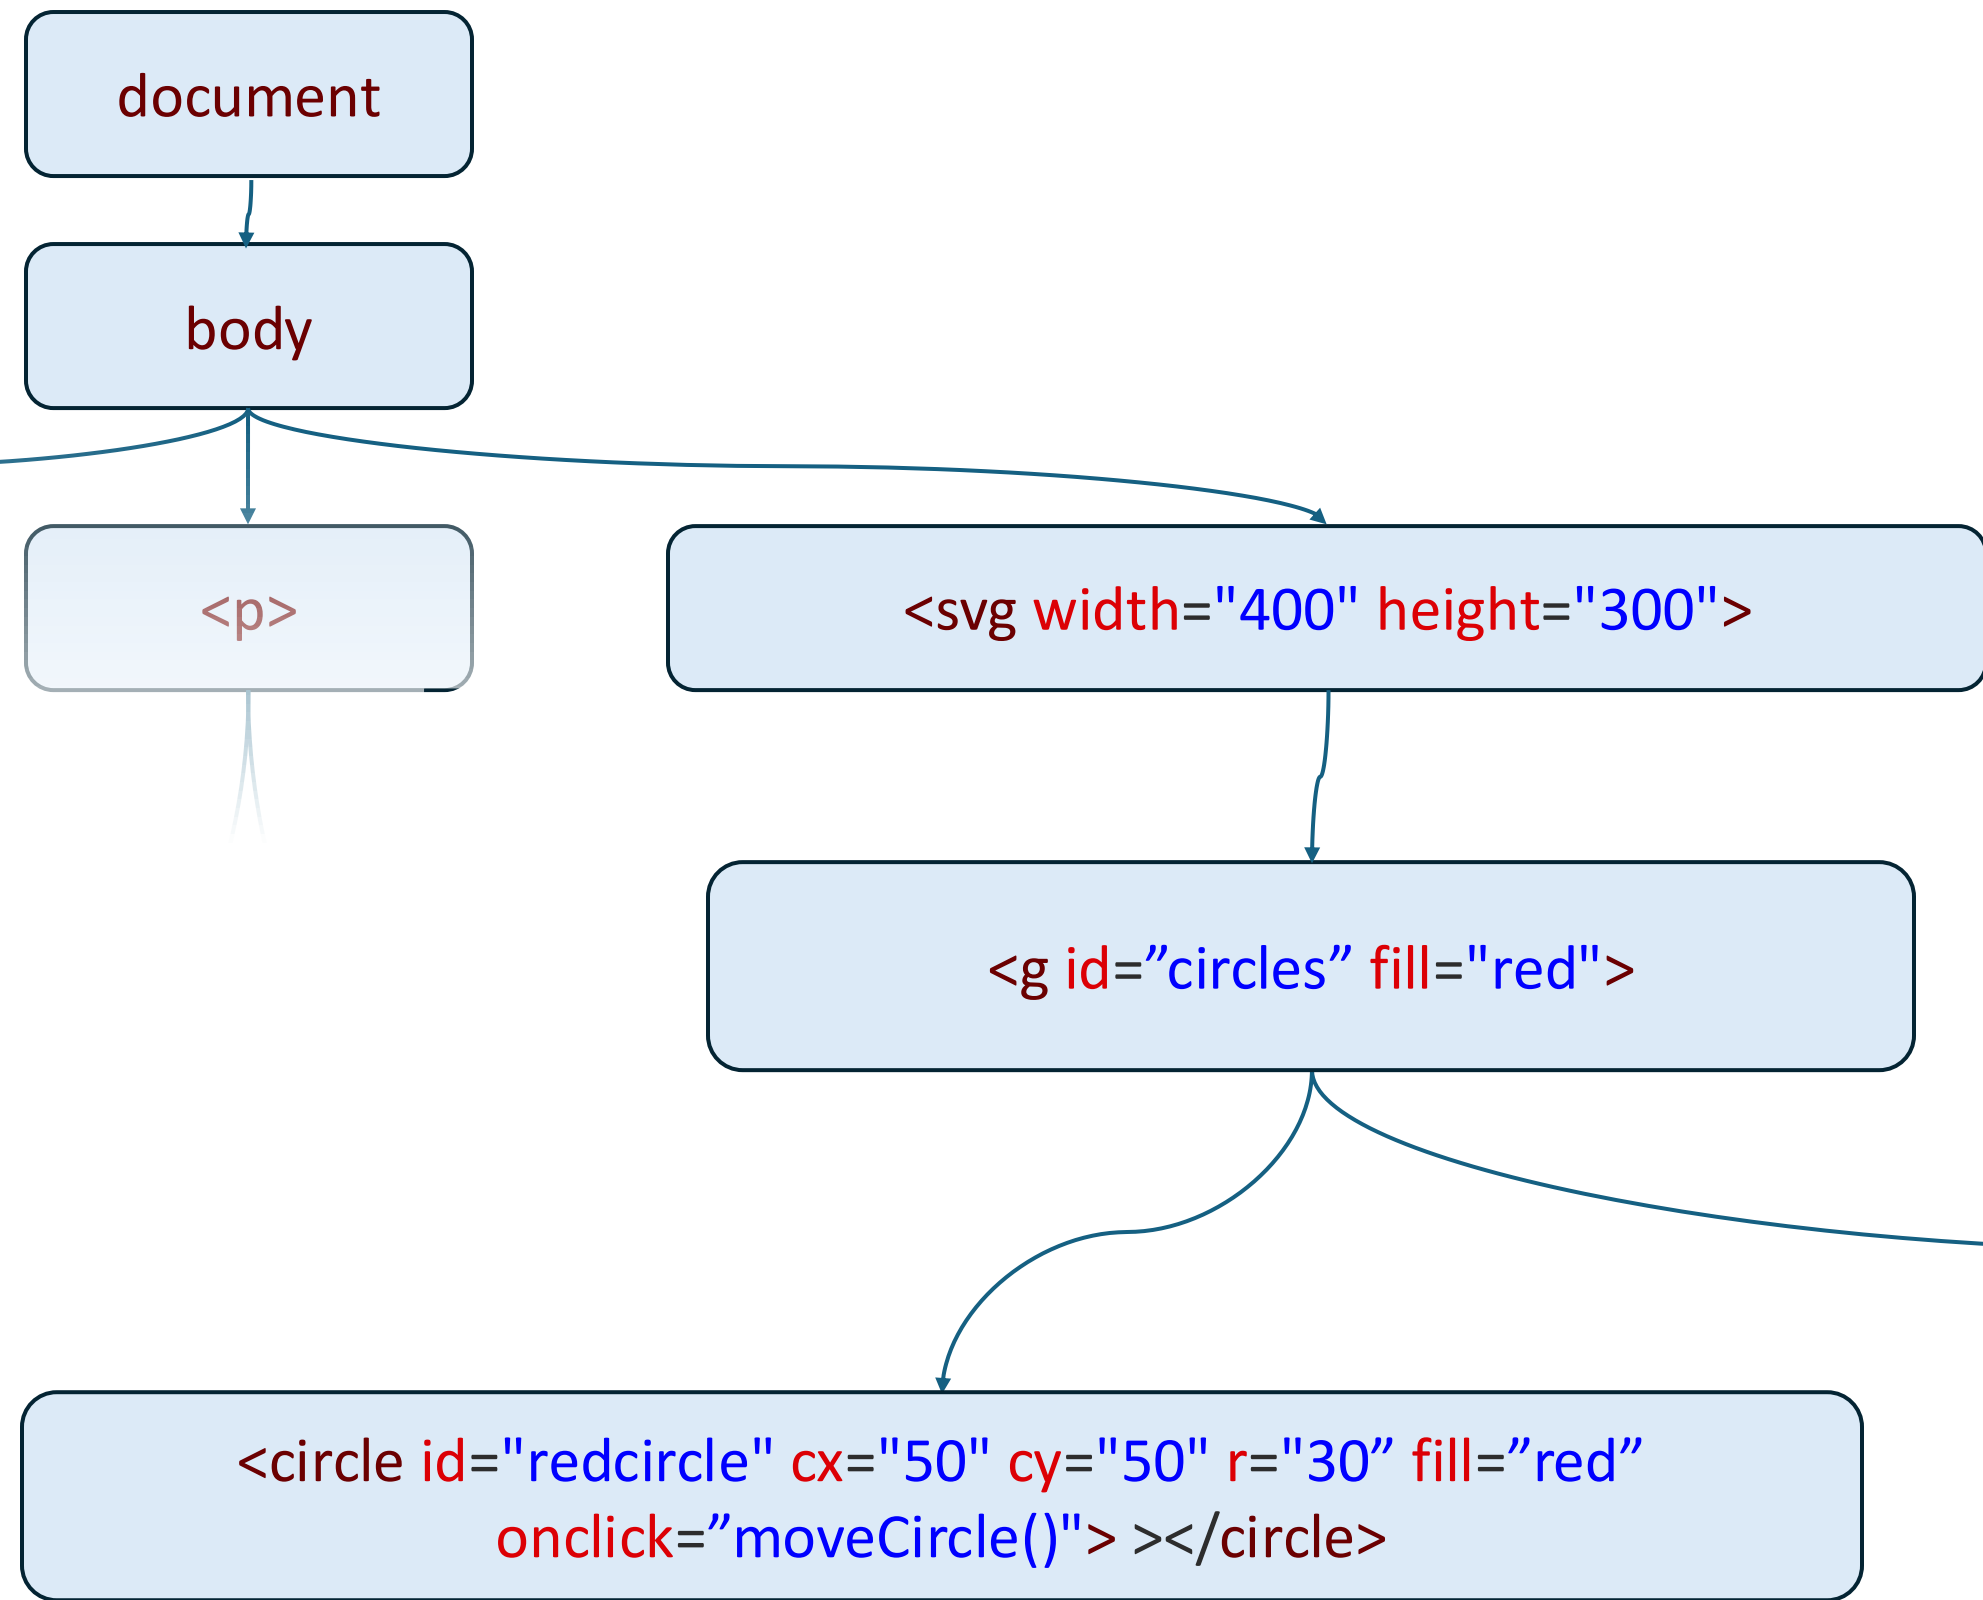 document
body
<p>
<svg width="400" height="300">
<g id=”circles” fill="red">
<circle id="redcircle" cx="50" cy="50" r="30” fill=”red”
onclick=”moveCircle()"> ></circle>